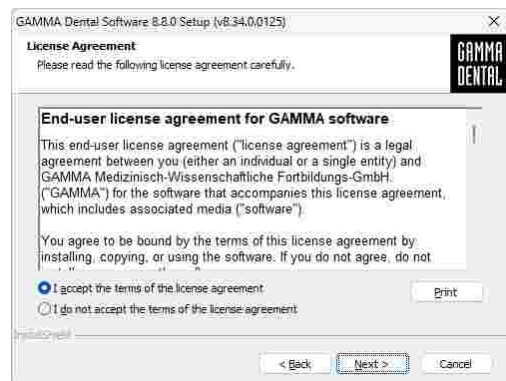 GAMMA Dental Software 8.8.0 Setup (v8.34.0.0125)
License Agreement
Please read the following license agreement carefully.
GAMMA
DENTAL
End-user license agreement for GAMMA software
This end-user license agreement ("license agreement") is a legal
agreement between you (either an individual or a single entity) and
GAMMA Medizinisch-Wissenschaftliche Fortbildungs-GmbH.
("GAMMA") for the software that accompanies this license agreement,
which includes associated media ("software").
You agree to be bound by the terms of this license agreement by
installing, copying, or using the software. If you do not agree, do not
I accept the terms of the license agreement
Print
I do not accept the terms of the license agreement
InstallShield
< Back
Next >
Cancel